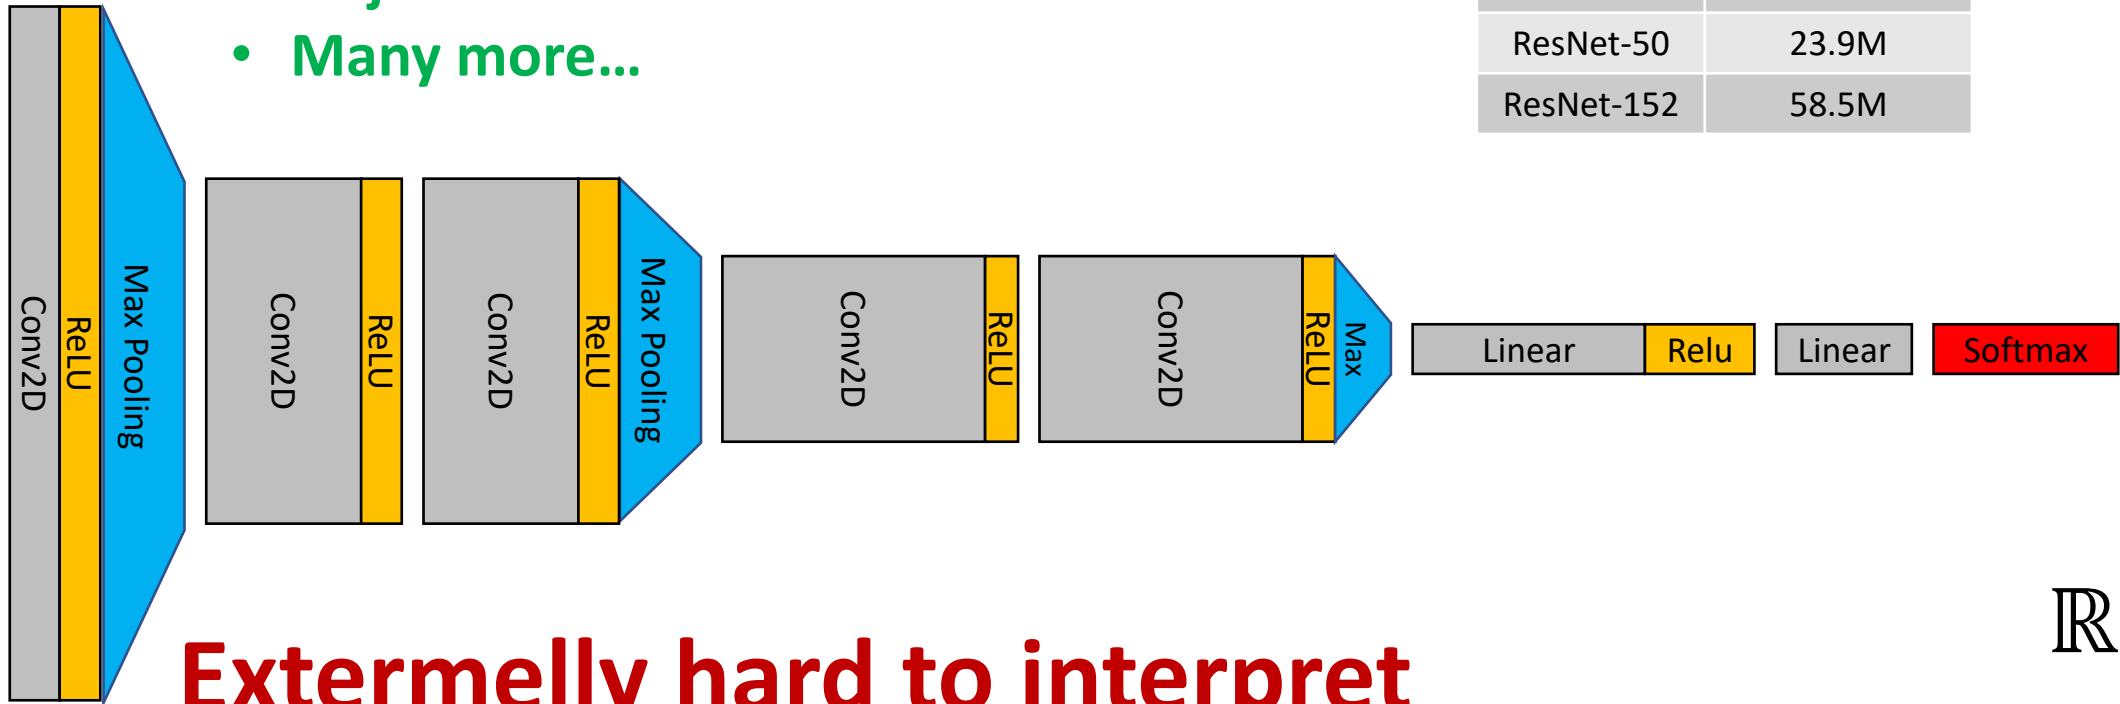 • Many more...
ResNet-50 23.9M
ResNet-152 58.5M
Conv2D
ReLU
Max Pooling
Conv2D
ReLU
Conv2D
ReLU
Max Pooling
Conv2D
ReLU
Conv2D
ReLU
Max
Linear
Relu
Linear
Softmax
ℝ
Extermelly hard to interpret